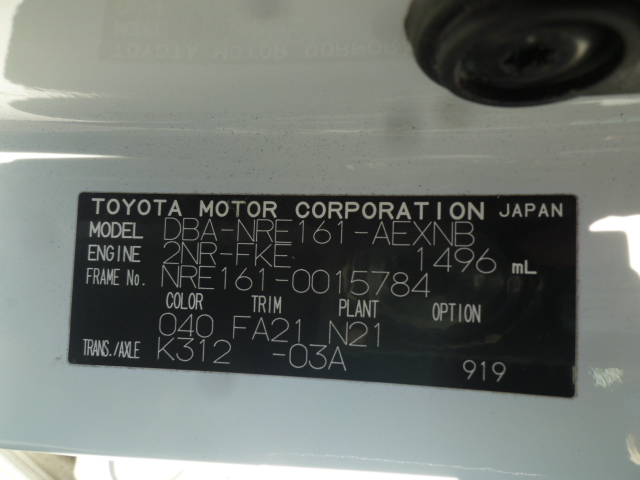 TOYOTA MOTOR CORPORATION JAPAN
MODEL DBA-NRE161-AEXNB
ENGINE 2NR-FKE 1496 mL
FRAME No. NRE161-0015784
COLOR TRIM PLANT OPTION
040 FA21 N21
TRANS./AXLE K312 -03A
919